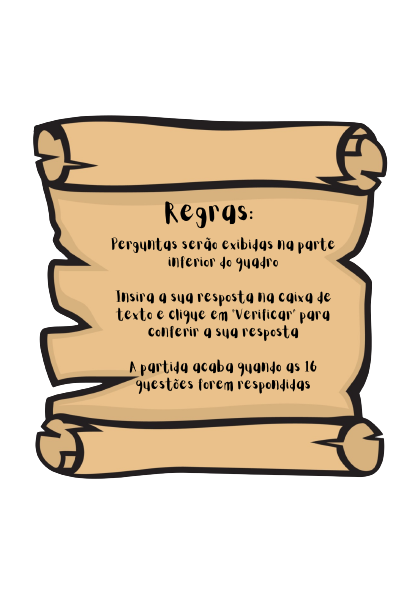 Regras:
Perguntas serão exibidas na parte
inferior do quadro
Insira a sua resposta na caixa de
texto e clique em 'Verificar' para
conferir a sua resposta
A partida acaba quando as 16
questões forem respondidas